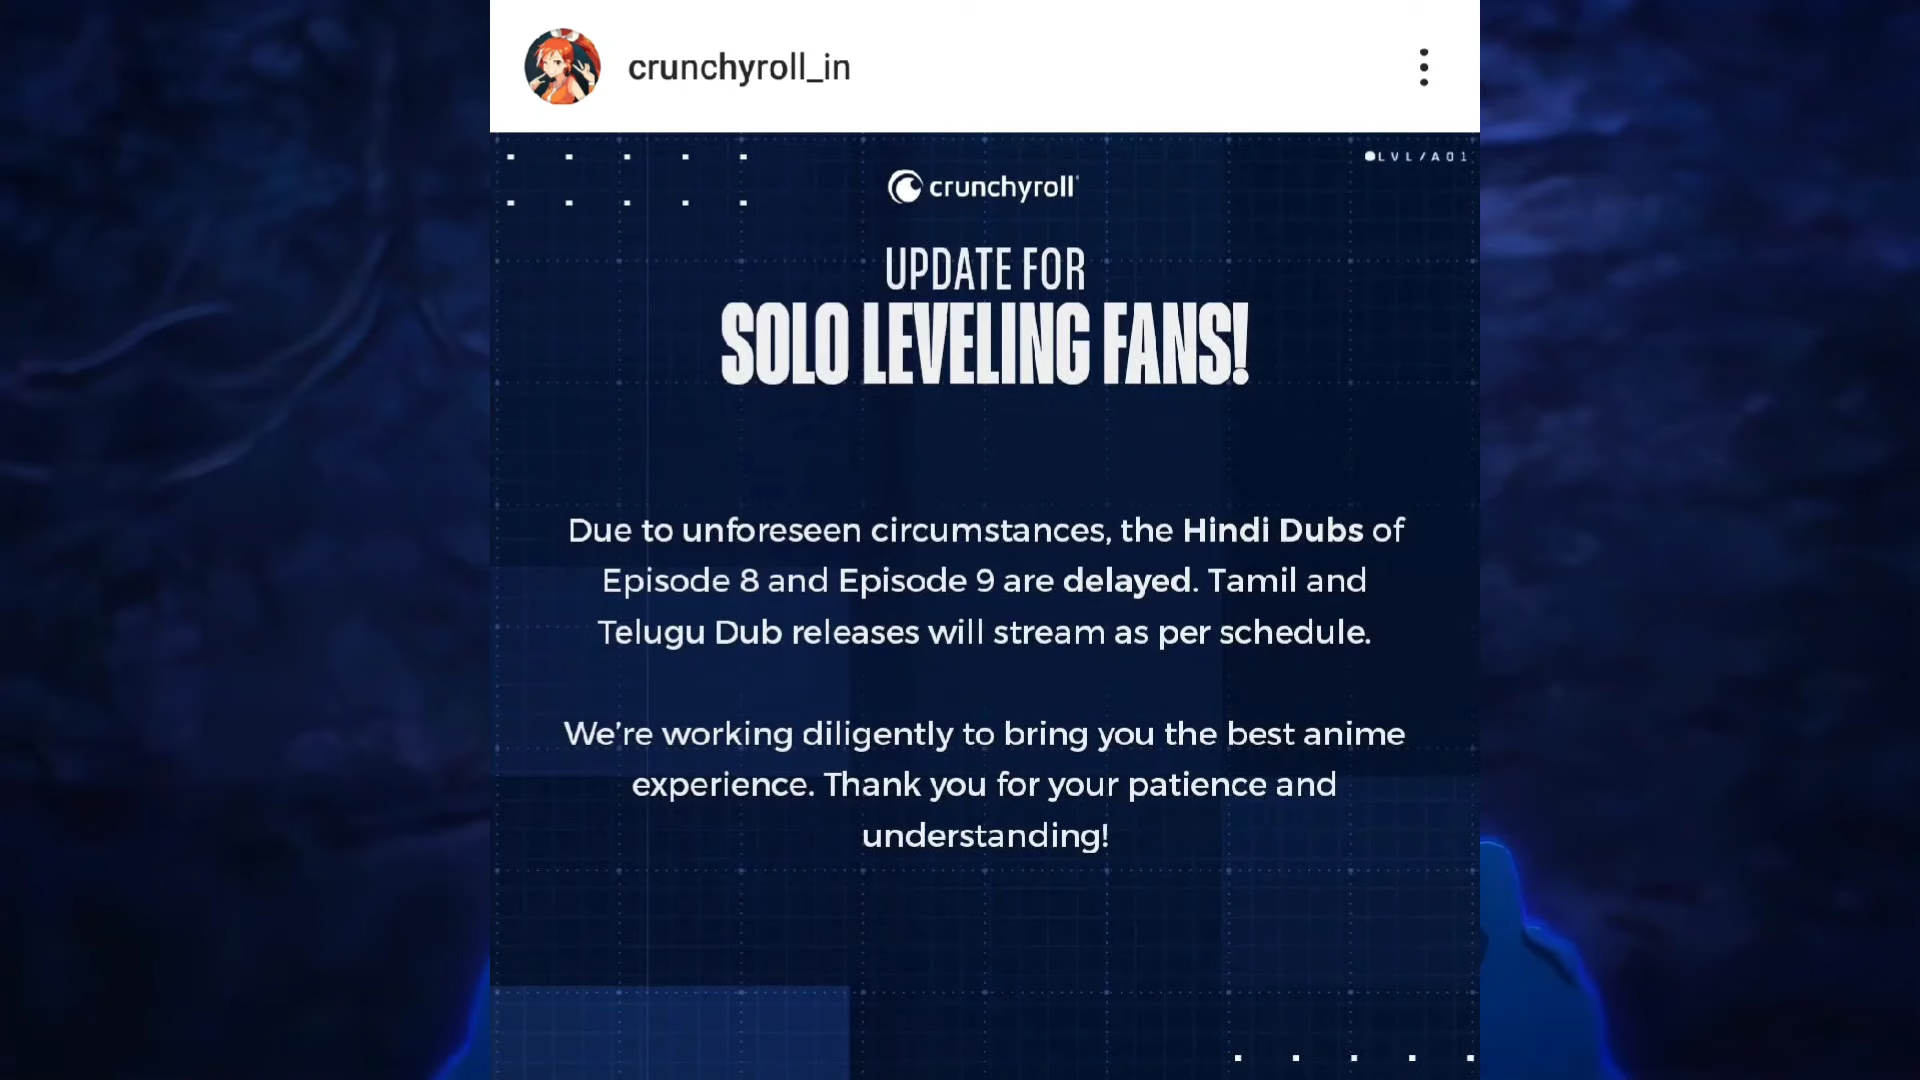 crunchyroll_in
LVL/A01
crunchyroll
UPDATE FOR
SOLO LEVELING FANS!
Due to unforeseen circumstances, the Hindi Dubs of
Episode 8 and Episode 9 are delayed. Tamil and
Telugu Dub releases will stream as per schedule.
We're working diligently to bring you the best anime
experience. Thank you for your patience and
understanding!